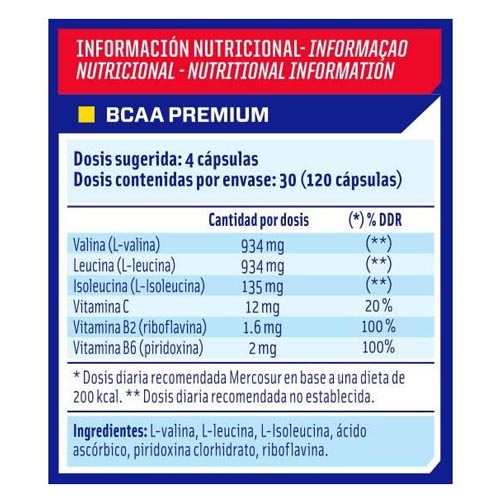 INFORMACIÓN NUTRICIONAL- INFORMAÇAO
NUTRICIONAL - NUTRITIONAL INFORMATION
BCAA PREMIUM
Dosis sugerida: 4 cápsulas
Dosis contenidas por envase: 30 (120 cápsulas)
Cantidad por dosis (*) % DDR
Valina (L-valina) 934 mg (**)
Leucina (L-leucina) 934 mg (**)
Isoleucina (L-Isoleucina) 135 mg (**)
Vitamina C 12 mg 20 %
Vitamina B2 (riboflavina) 1.6 mg 100 %
Vitamina B6 (piridoxina) 2 mg 100%
* Dosis diaria recomendada Mercosur en base a una dieta de
200 kcal. ** Dosis diaria recomendada no establecida.
Ingredientes: L-valina, L-leucina, L-Isoleucina, ácido
ascórbico, piridoxina clorhidrato, riboflavina.